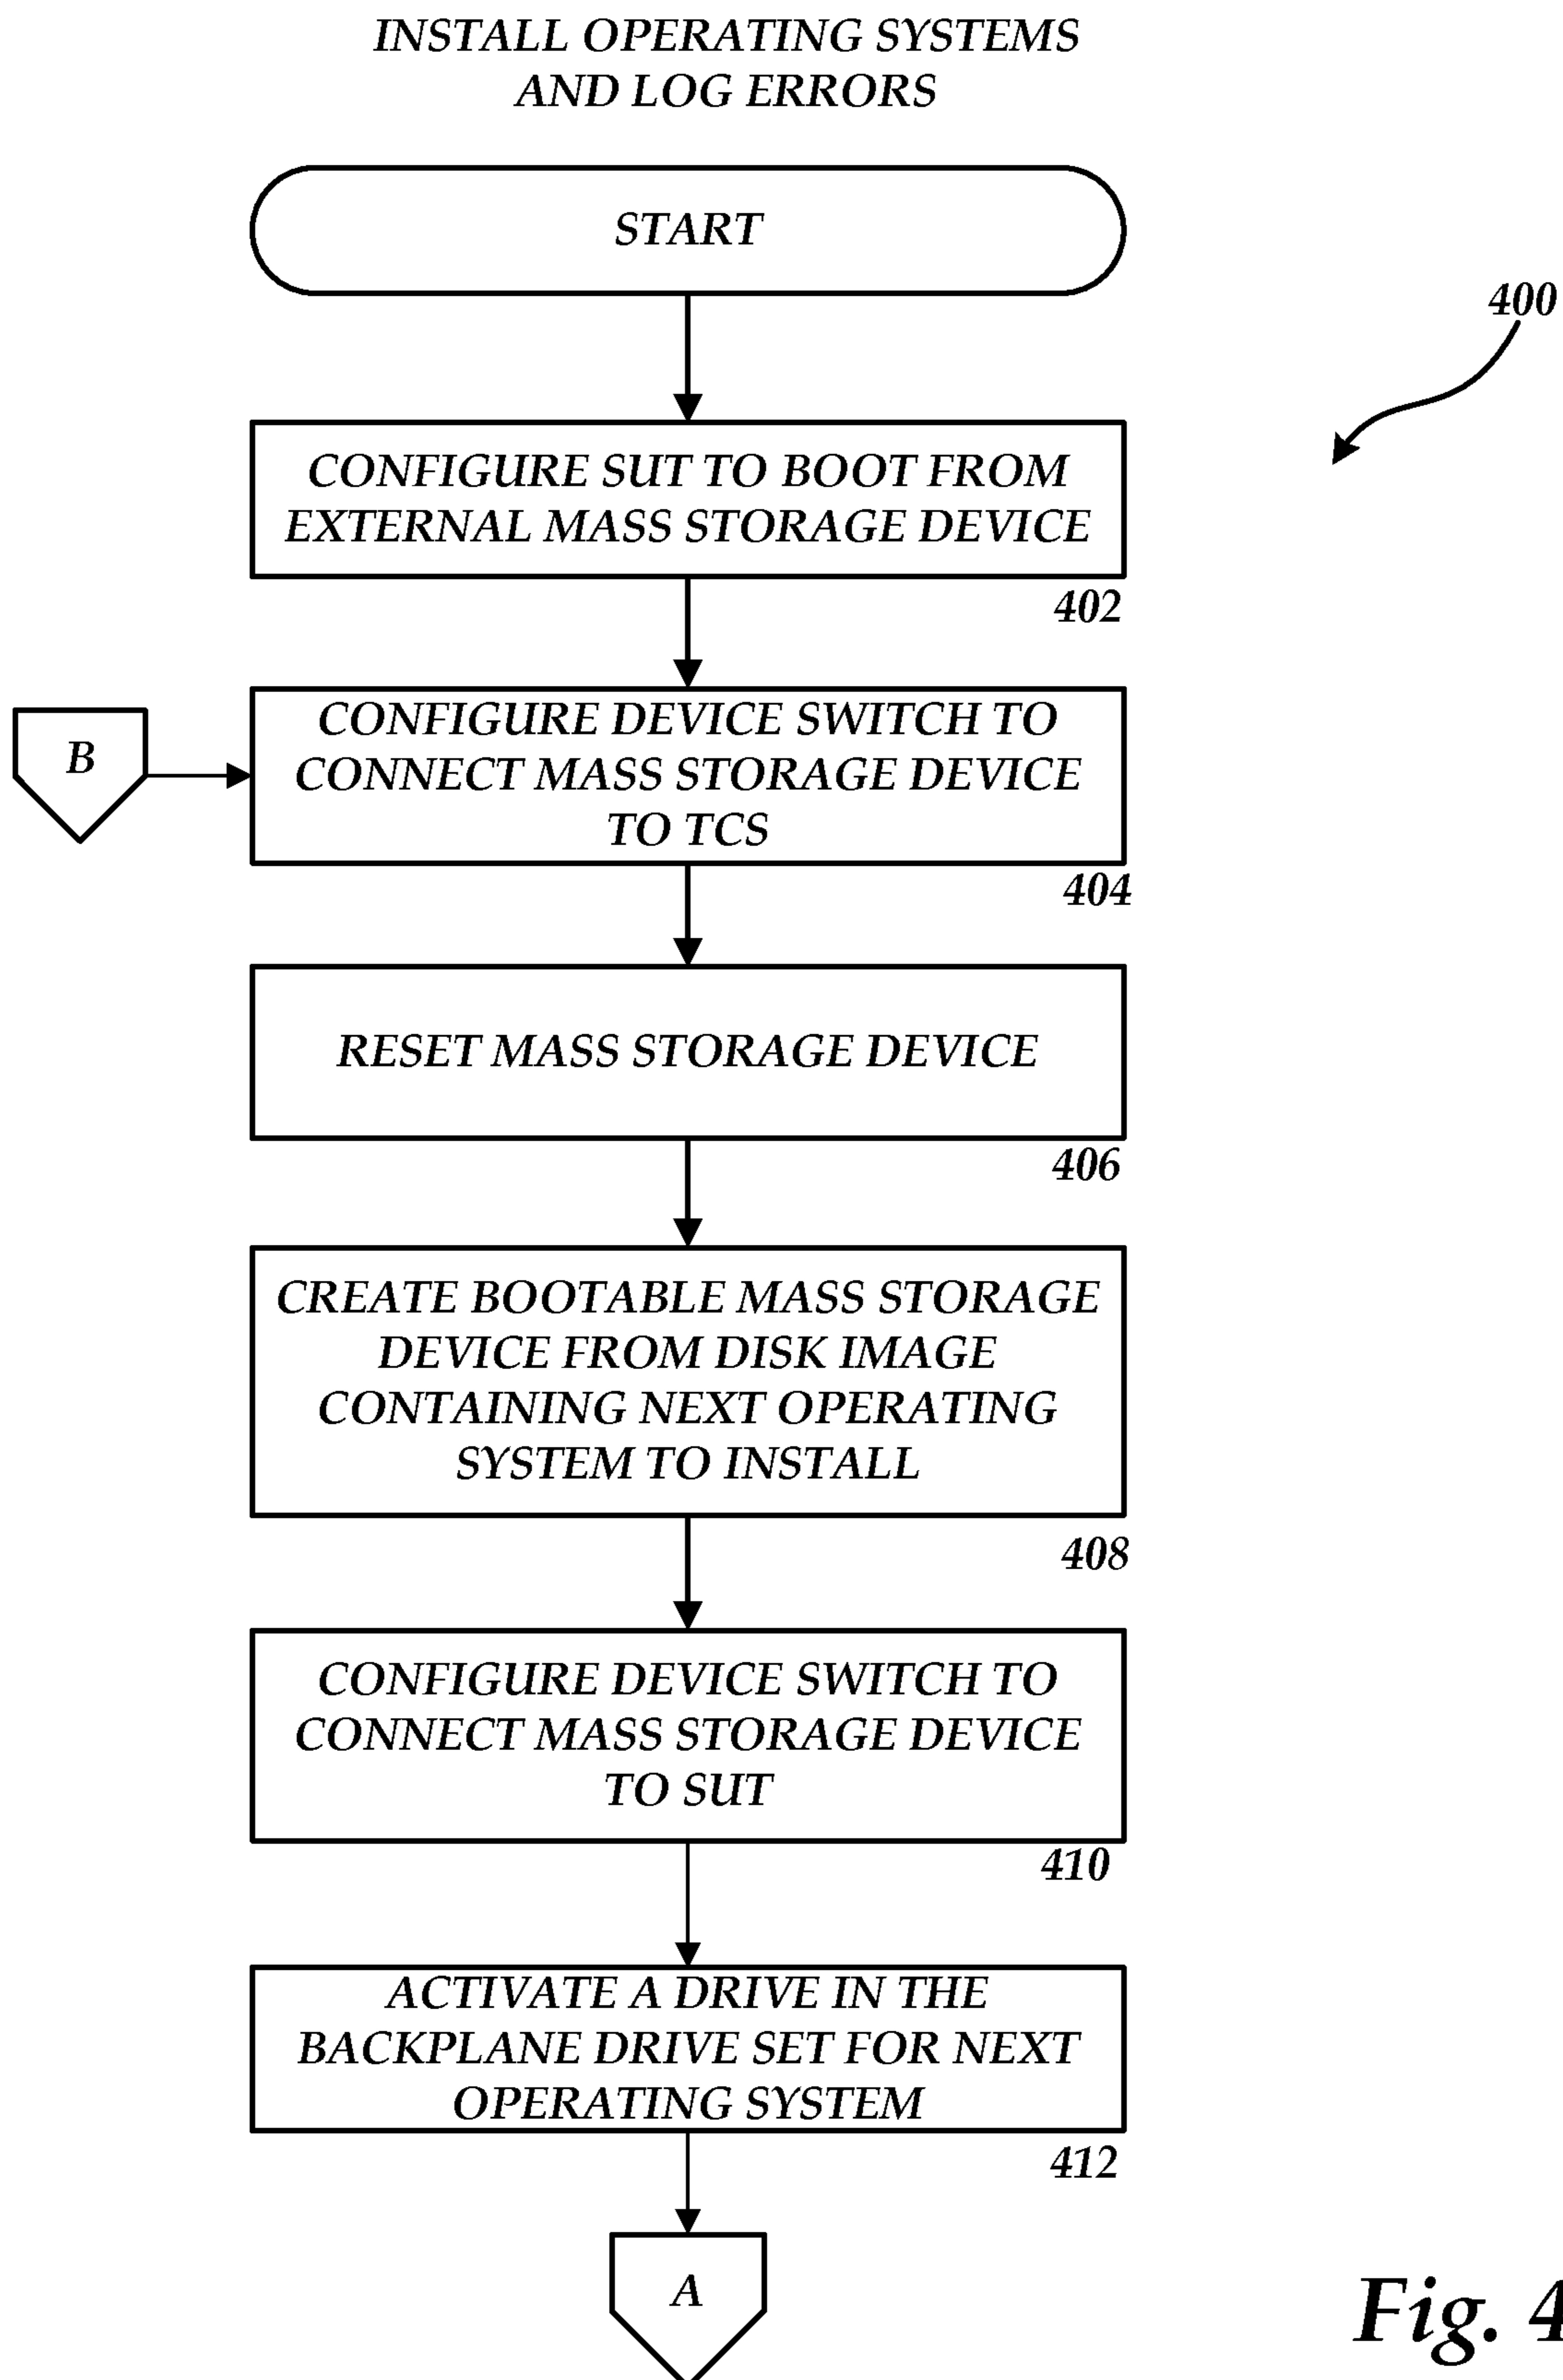 INSTALL OPERATING SYSTEMS
AND LOG ERRORS
START
400
CONFIGURE SUT TO BOOT FROM
EXTERNAL MASS STORAGE DEVICE
402
B
CONFIGURE DEVICE SWITCH TO
CONNECT MASS STORAGE DEVICE
TO TCS
404
RESET MASS STORAGE DEVICE
406
CREATE BOOTABLE MASS STORAGE
DEVICE FROM DISK IMAGE
CONTAINING NEXT OPERATING
SYSTEM TO INSTALL
408
CONFIGURE DEVICE SWITCH TO
CONNECT MASS STORAGE DEVICE
TO SUT
410
ACTIVATE A DRIVE IN THE
BACKPLANE DRIVE SET FOR NEXT
OPERATING SYSTEM
412
A
Fig. 4